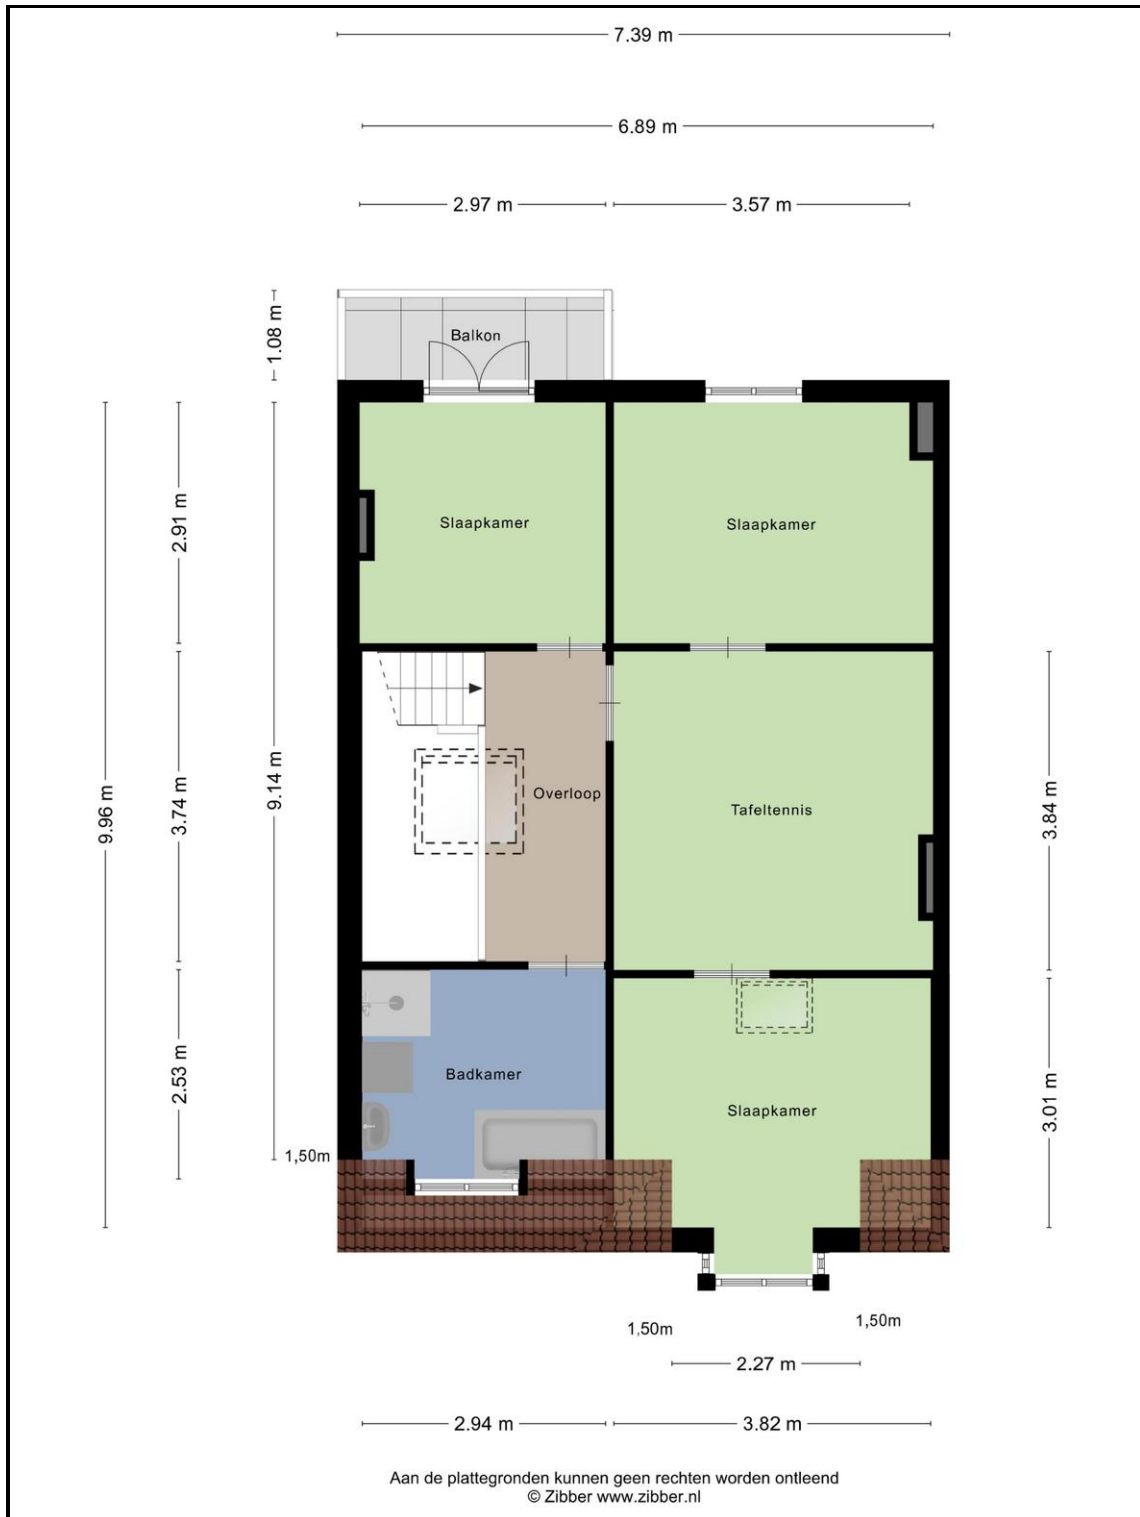 7.39 m
6.89 m
2.97 m
3.57 m
1.08 m
Balkon
2.91 m
Slaapkamer
Slaapkamer
9.96 m
3.74 m
9.14 m
Overloop
Tafeltennis
3.84 m
2.53 m
Badkamer
Slaapkamer
3.01 m
1,50m
1,50m
1,50m
2.27 m
2.94 m
3.82 m
Aan de plattegronden kunnen geen rechten worden ontleend
© Zibber www.zibber.nl